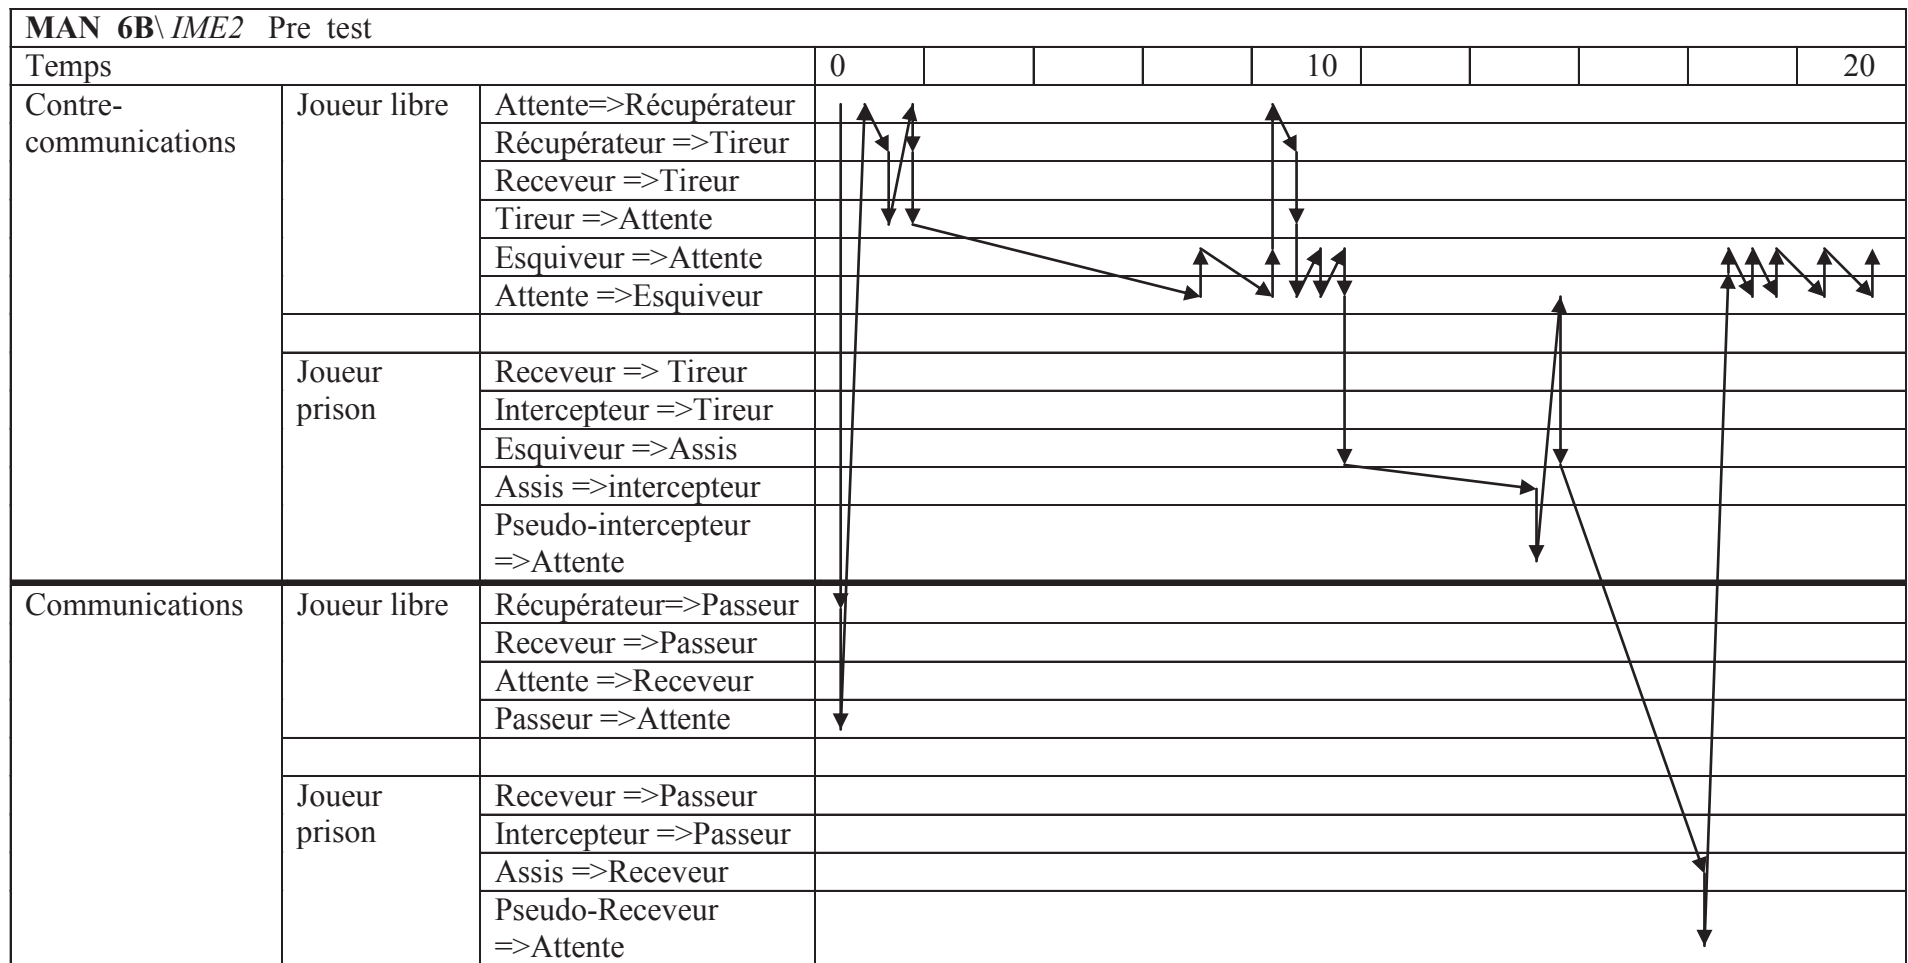 MAN 6B\ IME2 Pre test
Temps 0 10 20
Contre-communications Joueur libre Attente=>Récupérateur
Récupérateur =>Tireur
Receveur =>Tireur
Tireur =>Attente
Esquiveur =>Attente
Attente =>Esquiveur
Joueur prison Receveur => Tireur
Intercepteur =>Tireur
Esquiveur =>Assis
Assis =>intercepteur
Pseudo-intercepteur
=>Attente
Communications Joueur libre Récupérateur=>Passeur
Receveur =>Passeur
Attente =>Receveur
Passeur =>Attente
Joueur prison Receveur =>Passeur
Intercepteur =>Passeur
Assis =>Receveur
Pseudo-Receveur
=>Attente